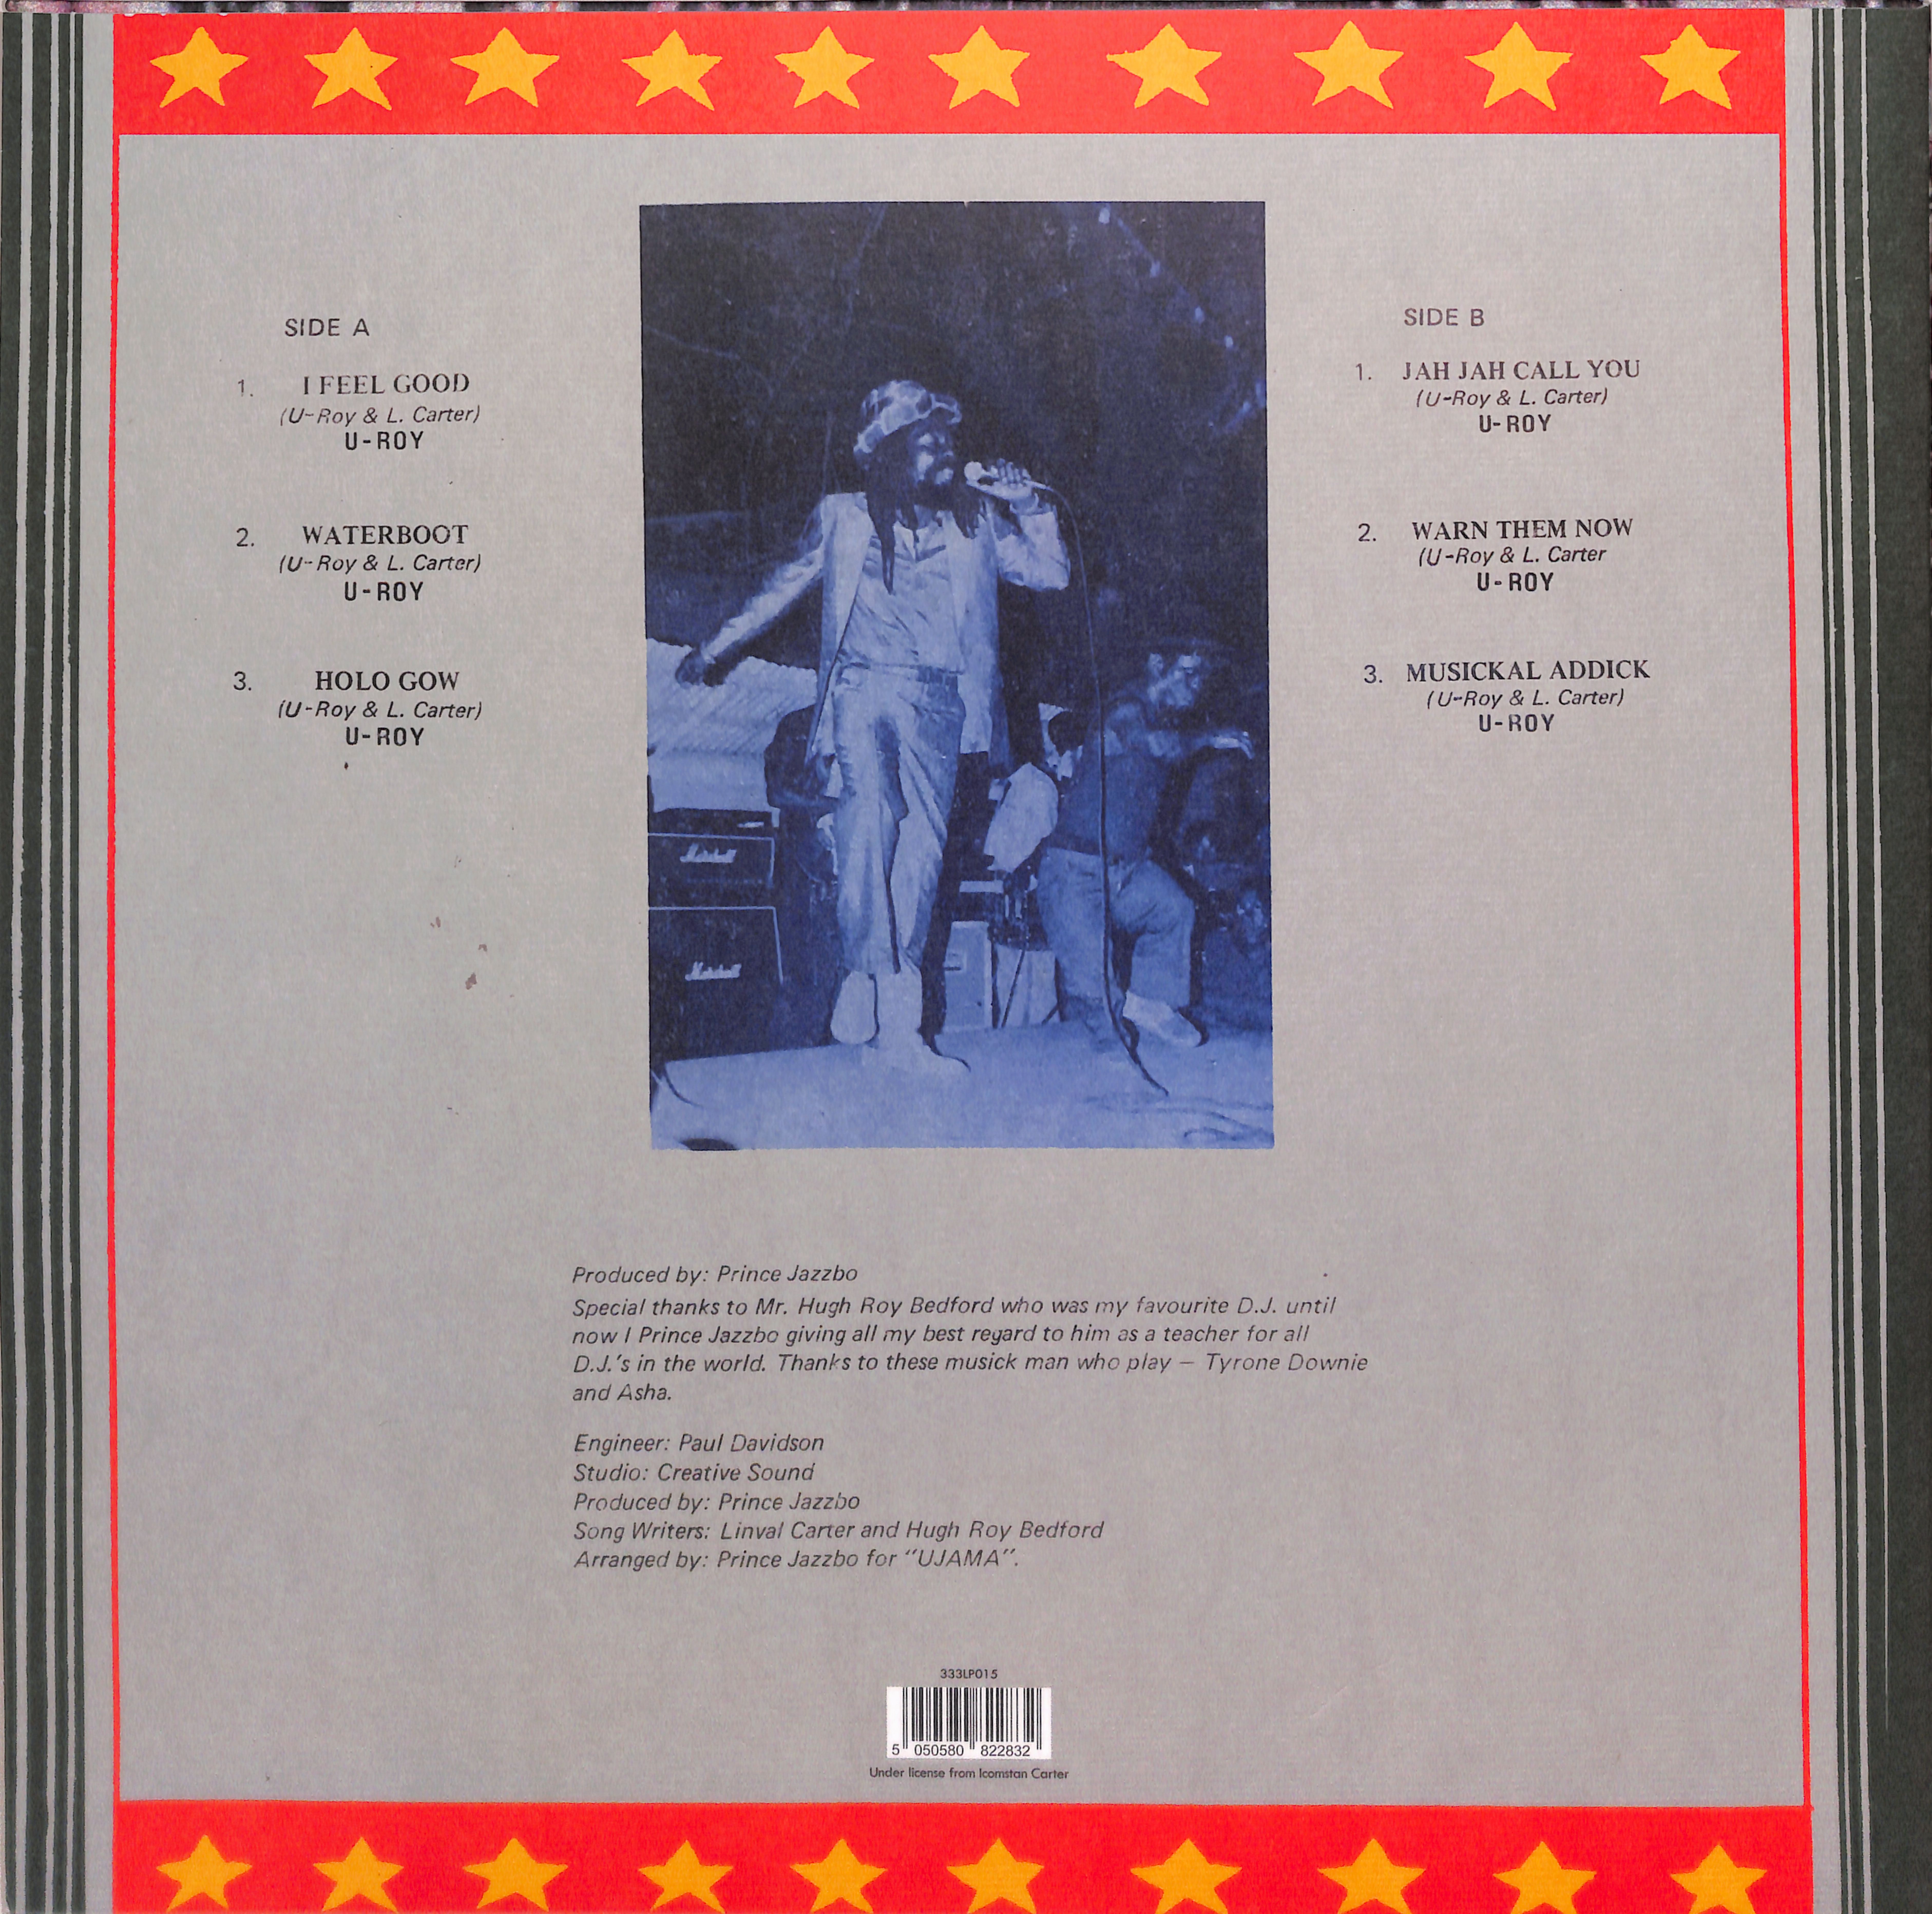 SIDE A
1. I FEEL GOOD
(U-Roy & L. Carter)
U-ROY
2. WATERBOOT
(U-Roy & L. Carter)
U-ROY
3. HOLO GOW
(U-Roy & L. Carter)
U-ROY
SIDE B
1. JAH JAH CALL YOU
(U-Roy & L. Carter)
U-ROY
2. WARN THEM NOW
(U-Roy & L. Carter
U-ROY
3. MUSICKAL ADDICK
(U-Roy & L. Carter)
U-ROY
Marshall
Marshall
Produced by: Prince Jazzbo
Special thanks to Mr. Hugh Roy Bedford who was my favourite D.J. until
now I Prince Jazzbo giving all my best regard to him as a teacher for all
D.J.'s in the world. Thanks to these musick man who play — Tyrone Downie
and Asha.
Engineer: Paul Davidson
Studio: Creative Sound
Produced by: Prince Jazzbo
Song Writers: Linval Carter and Hugh Roy Bedford
Arranged by: Prince Jazzbo for "UJAMA".
333LP015
5 050580 822832
Under license from Icomstan Carter